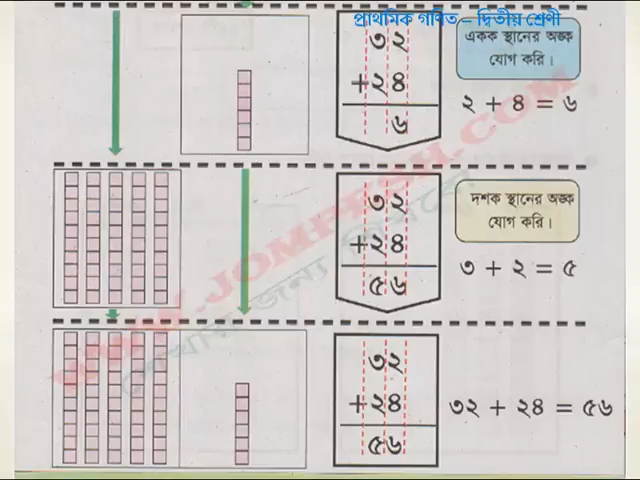 প্রাথমিক গণিত – দ্বিতীয় শ্রেণী
৩২
+২৪
৬
একক স্থানের অঙ্ক
যোগ করি।
২ + ৪ = ৬
৩২
+২৪
৫৬
দশক স্থানের অঙ্ক
যোগ করি।
৩ + ২ = ৫
৩২
+২৪
৫৬
৩২ + ২৪ = ৫৬